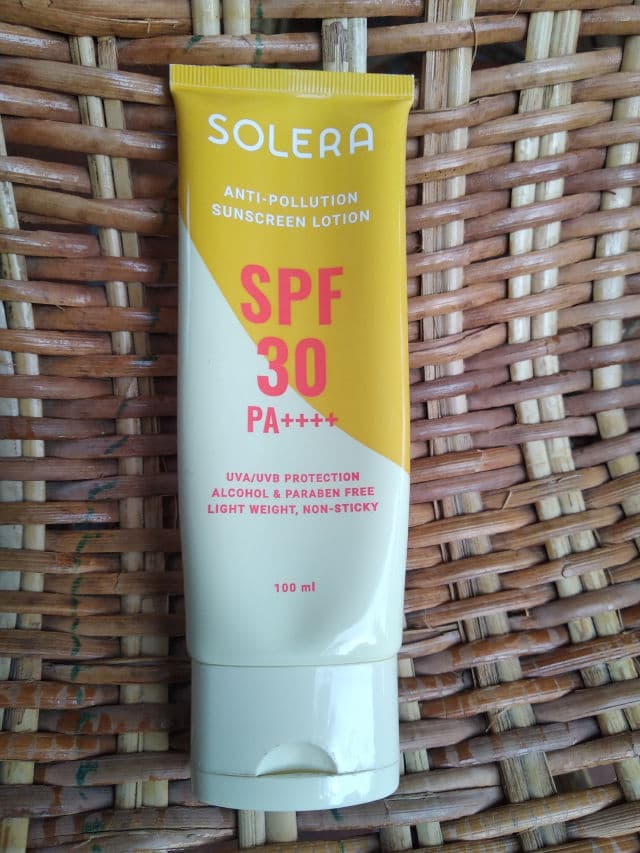 SOLERA
ANTI-POLLUTION
SUNSCREEN LOTION
SPF
30
PA++++
UVA/UVB PROTECTION
ALCOHOL & PARABEN FREE
LIGHT WEIGHT, NON-STICKY
100 ml